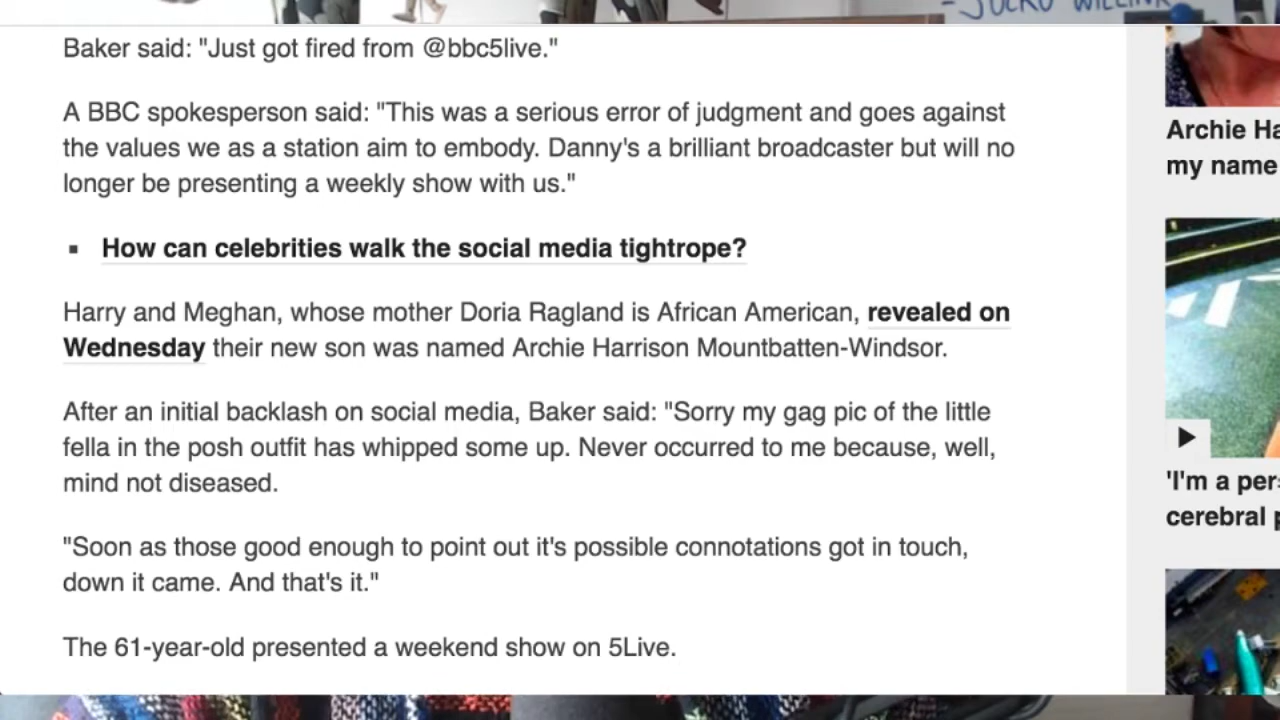 - JOCKO WILLINK
Baker said: "Just got fired from @bbc5live."
A BBC spokesperson said: "This was a serious error of judgment and goes against
the values we as a station aim to embody. Danny's a brilliant broadcaster but will no
longer be presenting a weekly show with us."
▪ How can celebrities walk the social media tightrope?
Harry and Meghan, whose mother Doria Ragland is African American, revealed on
Wednesday their new son was named Archie Harrison Mountbatten-Windsor.
After an initial backlash on social media, Baker said: "Sorry my gag pic of the little
fella in the posh outfit has whipped some up. Never occurred to me because, well,
mind not diseased.
"Soon as those good enough to point out it's possible connotations got in touch,
down it came. And that's it."
The 61-year-old presented a weekend show on 5Live.
Archie Ha
my name
'I'm a per
cerebral p